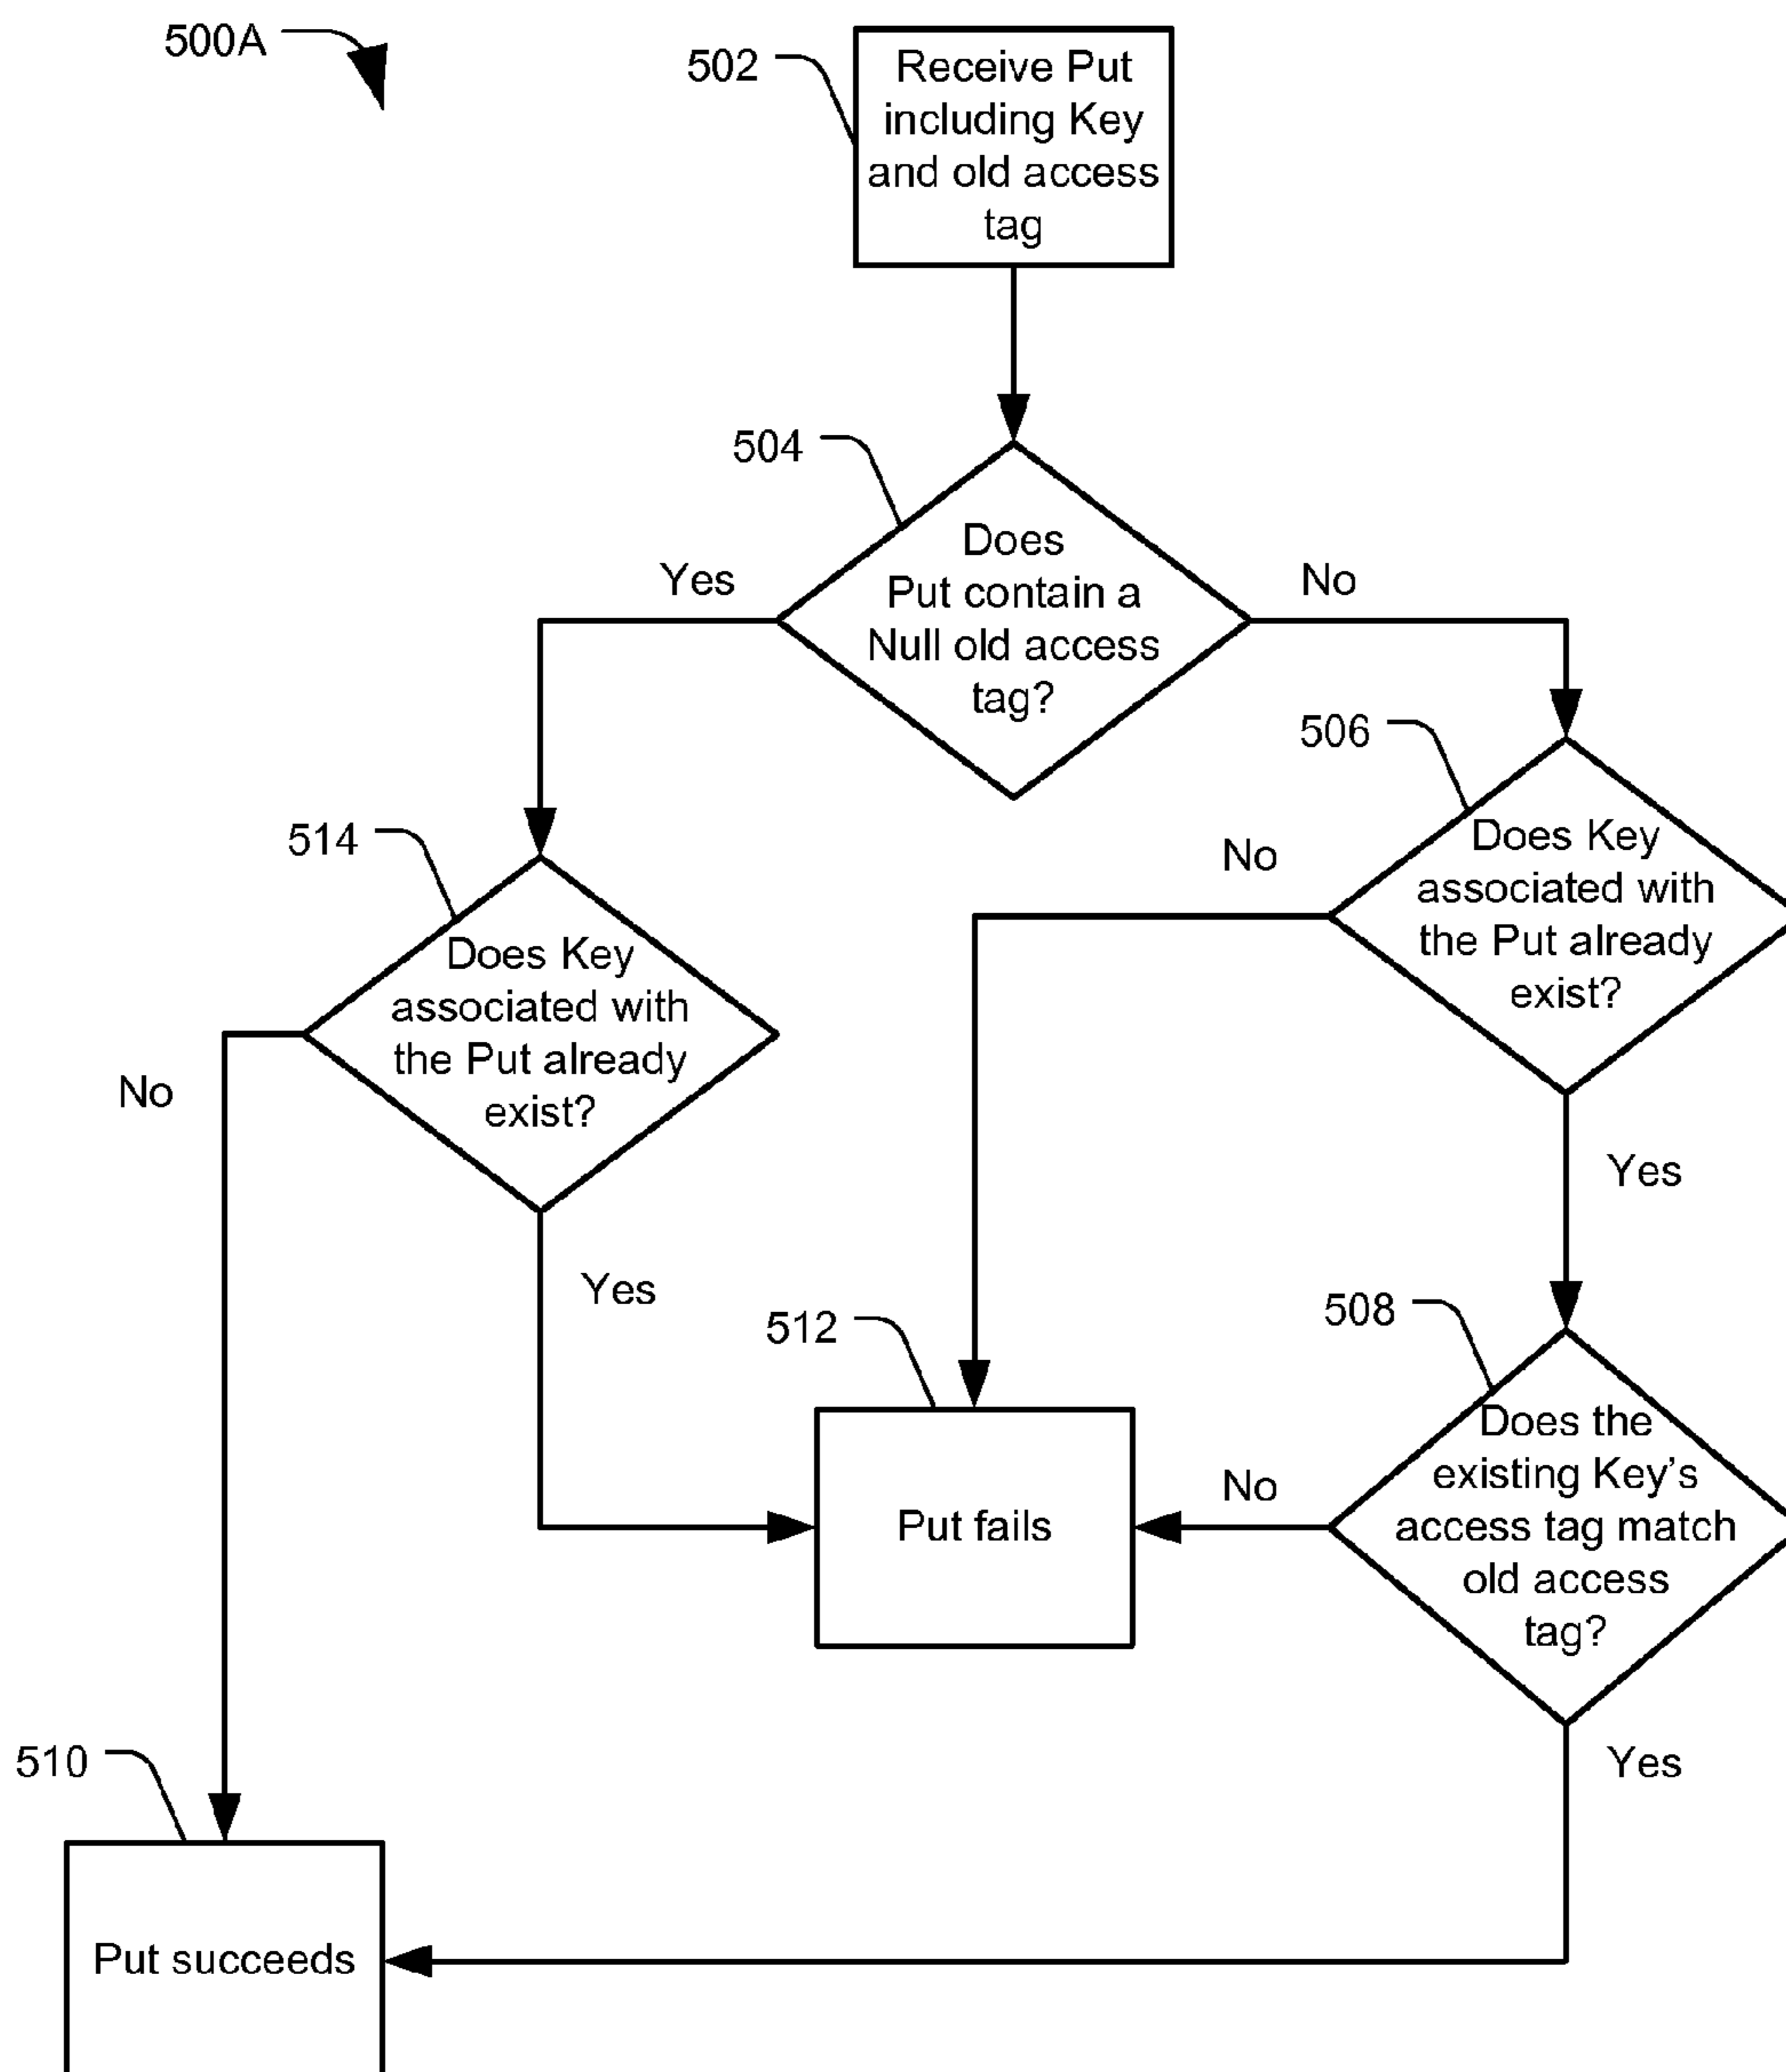 500A
502
Receive Put
including Key
and old access
tag
504
Does
Put contain a
Null old access
tag?
Yes
No
506
Does Key
associated with
the Put already
exist?
No
Yes
514
Does Key
associated with
the Put already
exist?
No
Yes
512
Put fails
508
Does the
existing Key's
access tag match
old access
tag?
No
Yes
510
Put succeeds